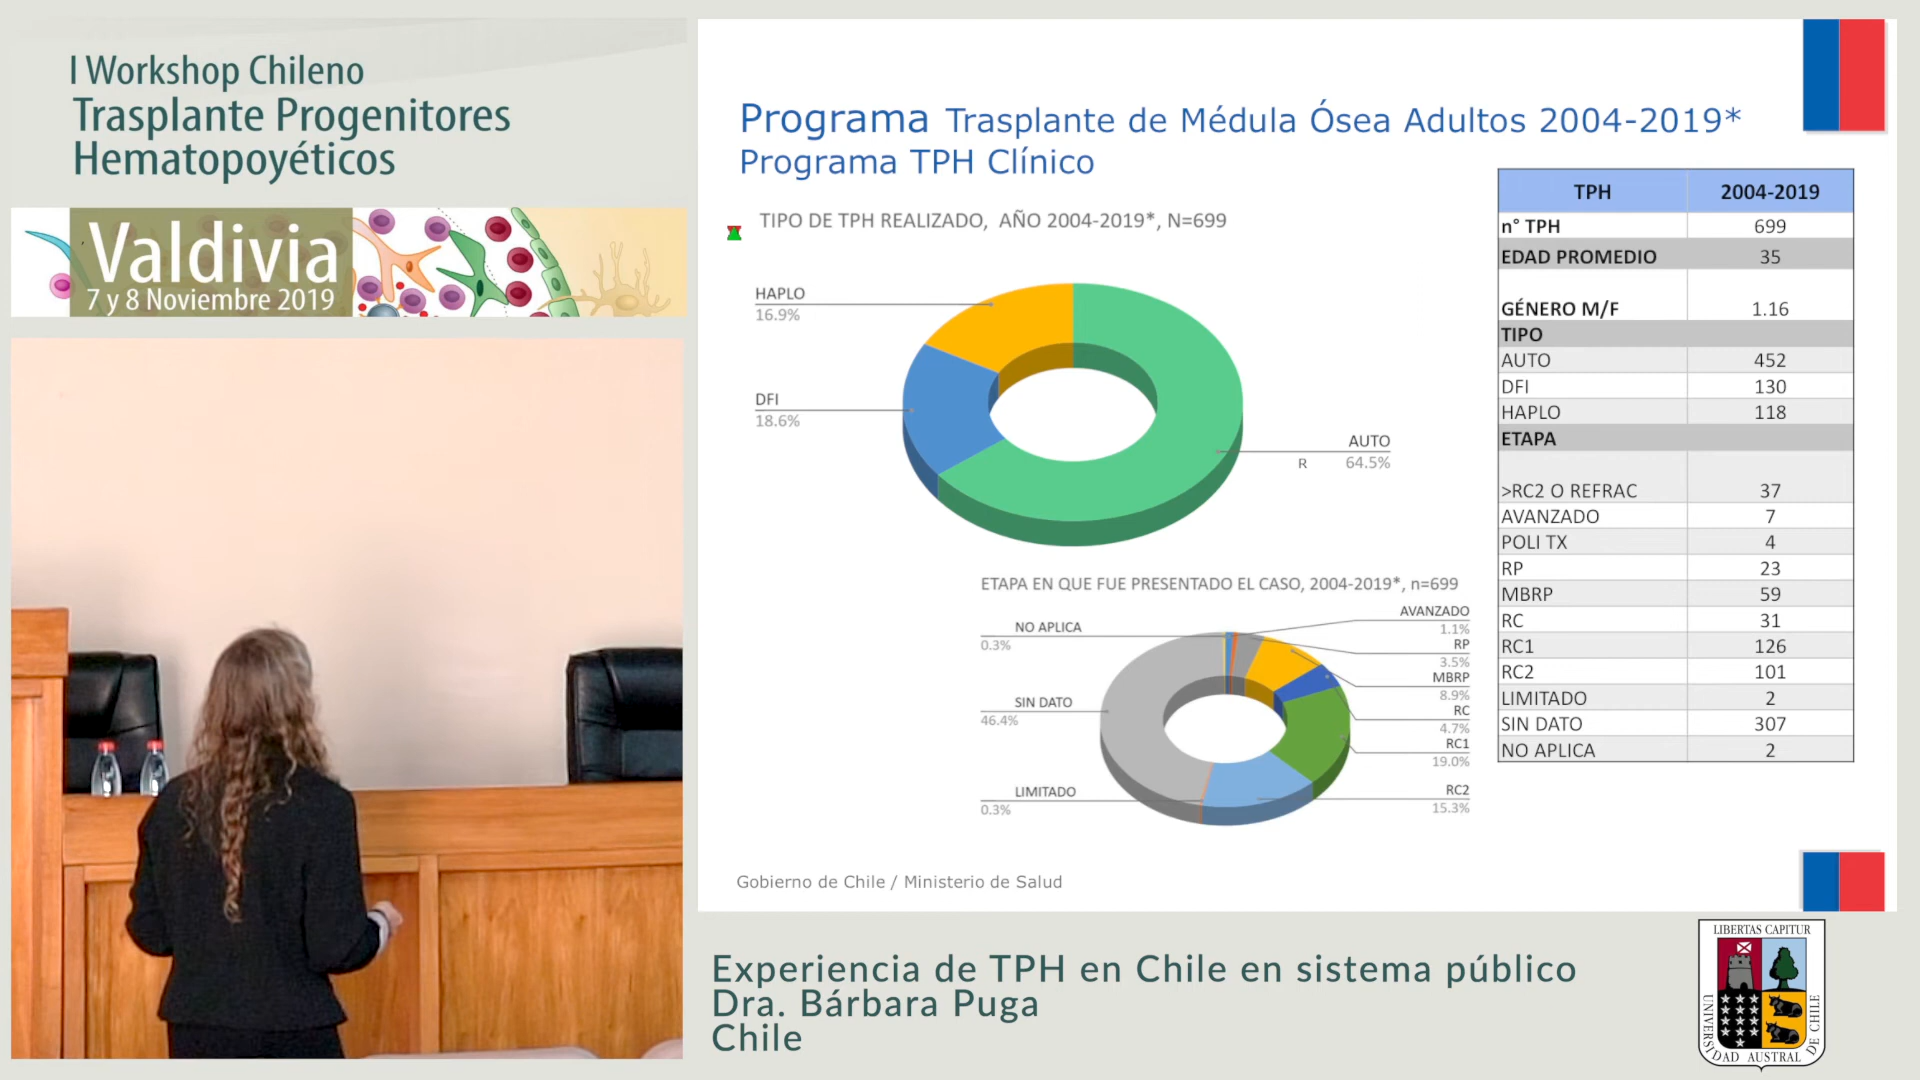 I Workshop Chileno
Trasplante Progenitores
Hematopoyéticos
Valdivia
7 y 8 Noviembre 2019
Programa Trasplante de Médula Ósea Adultos 2004-2019*
Programa TPH Clínico
TIPO DE TPH REALIZADO, AÑO 2004-2019*, N=699
HAPLO
16.9%
DFI
18.6%
AUTO
R 64.5%
ETAPA EN QUE FUE PRESENTADO EL CASO, 2004-2019*, n=699
NO APLICA
0.3%
SIN DATO
46.4%
LIMITADO
0.3%
AVANZADO
1.1%
RP
3.5%
MBRP
8.9%
RC
4.7%
RC1
19.0%
RC2
15.3%
TPH 2004-2019
n° TPH 699
EDAD PROMEDIO 35
GÉNERO M/F 1.16
TIPO
AUTO 452
DFI 130
HAPLO 118
ETAPA
>RC2 O REFRAC 37
AVANZADO 7
POLI TX 4
RP 23
MBRP 59
RC 31
RC1 126
RC2 101
LIMITADO 2
SIN DATO 307
NO APLICA 2
Gobierno de Chile / Ministerio de Salud
Experiencia de TPH en Chile en sistema público
Dra. Bárbara Puga
Chile
LIBERTAS CAPITUR
UNIVERSIDAD AUSTRAL DE CHILE